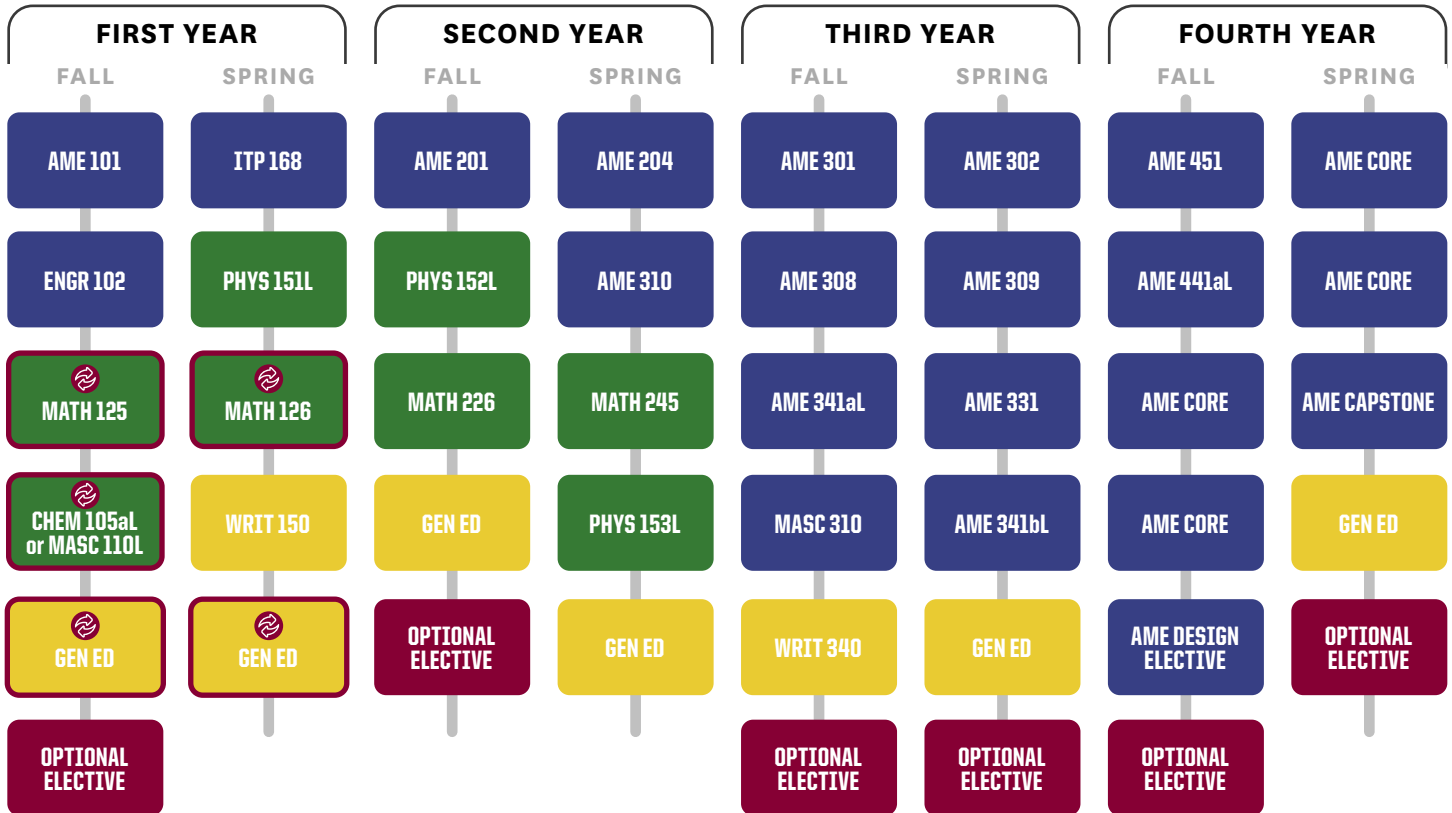 FIRST YEAR
SECOND YEAR
THIRD YEAR
FOURTH YEAR
FALL
SPRING
FALL
SPRING
FALL
SPRING
FALL
SPRING
AME 101
ITP 168
AME 201
AME 204
AME 301
AME 302
AME 451
AME CORE
ENGR 102
PHYS 151L
PHYS 152L
AME 310
AME 308
AME 309
AME 441aL
AME CORE
MATH 125
MATH 126
MATH 226
MATH 245
AME 341aL
AME 331
AME CORE
AME CAPSTONE
CHEM 105aL
or MASC 110L
WRIT 150
GEN ED
PHYS 153L
MASC 310
AME 341bL
AME CORE
GEN ED
GEN ED
GEN ED
OPTIONAL
ELECTIVE
GEN ED
WRIT 340
GEN ED
AME DESIGN
ELECTIVE
OPTIONAL
ELECTIVE
OPTIONAL
ELECTIVE
OPTIONAL
ELECTIVE
OPTIONAL
ELECTIVE
OPTIONAL
ELECTIVE